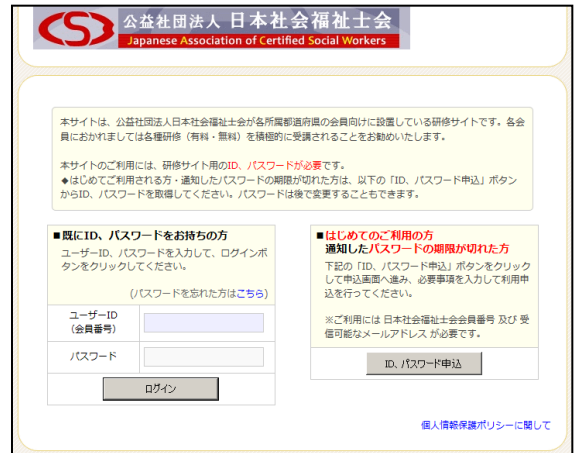 公益社団法人 日本社会福祉士会
Japanese Association of Certified Social Workers
本サイトは、公益社団法人日本社会福祉士会が各所属都道府県の会員向けに設置している研修サイトです。各会
員におかれましては各種研修（有料・無料）を積極的に受講されることをお勧めいたします。
本サイトのご利用には、研修サイト用のID、パスワードが必要です。
◆はじめてご利用される方・通知したパスワードの期限が切れた方は、以下の「ID、パスワード申込」ボタン
からID、パスワードを取得してください。パスワードは後で変更することもできます。
■既にID、パスワードをお持ちの方
ユーザーID、パスワードを入力して、ログインボ
タンをクリックしてください。
(パスワードを忘れた方はこちら)
ユーザーID
（会員番号）
パスワード
ログイン
■はじめてのご利用の方
通知したパスワードの期限が切れた方
下記の「ID、パスワード申込」ボタンをクリック
して申込画面へ進み、必要事項を入力して利用申
込を行ってください。
※ご利用には 日本社会福祉士会会員番号 及び 受
信可能なメールアドレス が必要です。
ID、パスワード申込
個人情報保護ポリシーに関して